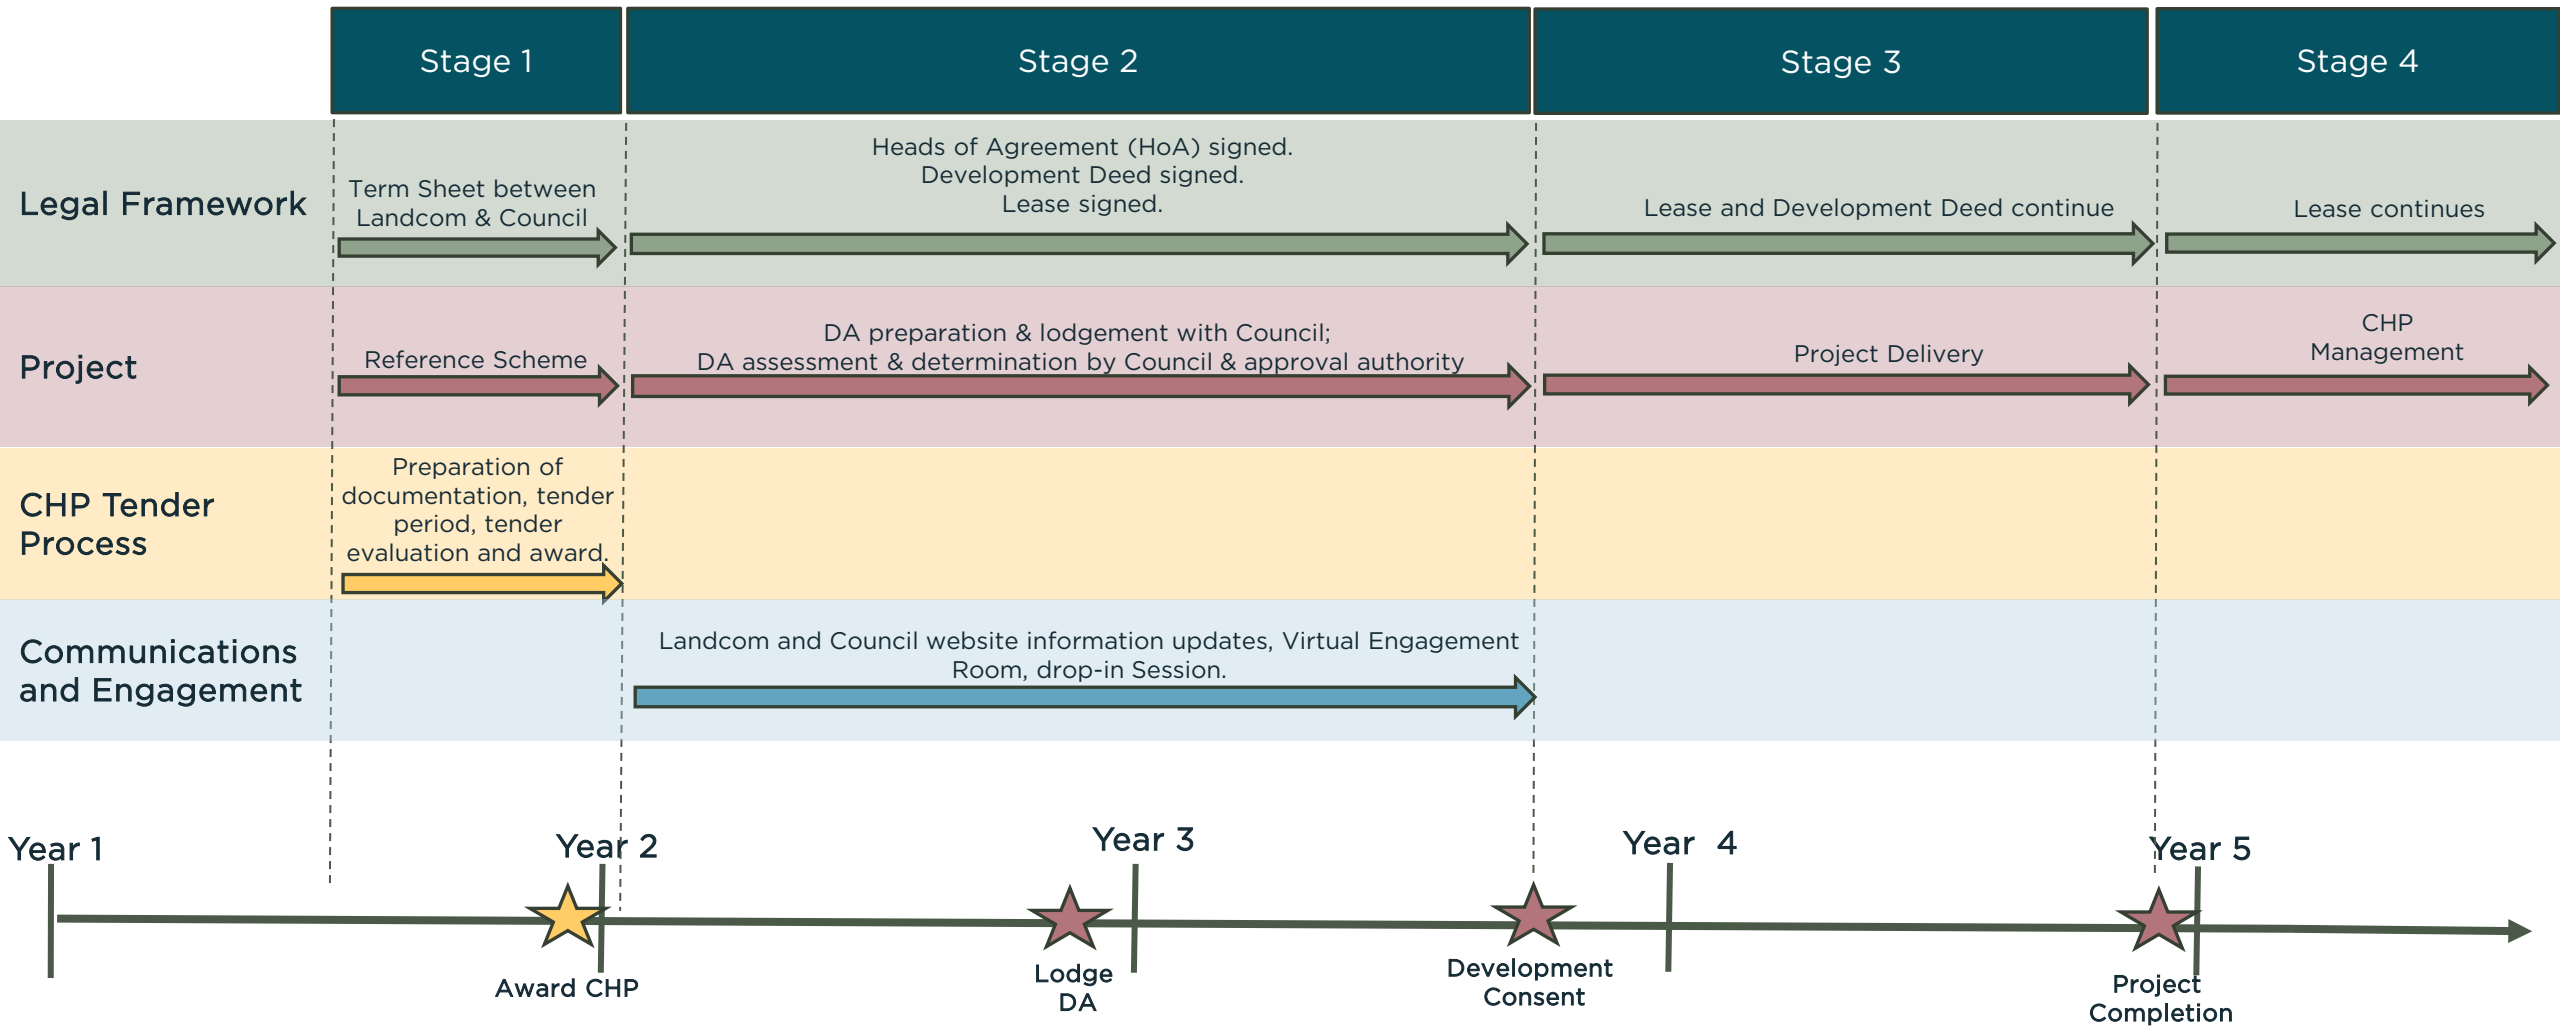 Stage 1
Stage 2
Stage 3
Stage 4
Legal Framework
Term Sheet between
Landcom & Council
Heads of Agreement (HoA) signed.
Development Deed signed.
Lease signed.
Lease and Development Deed continue
Lease continues
Project
Reference Scheme
DA preparation & lodgement with Council;
DA assessment & determination by Council & approval authority
Project Delivery
CHP
Management
CHP Tender
Process
Preparation of
documentation, tender
period, tender
evaluation and award.
Communications
and Engagement
Landcom and Council website information updates, Virtual Engagement
Room, drop-in Session.
Year 1
Year 2
Year 3
Year 4
Year 5
Award CHP
Lodge
DA
Development
Consent
Project
Completion